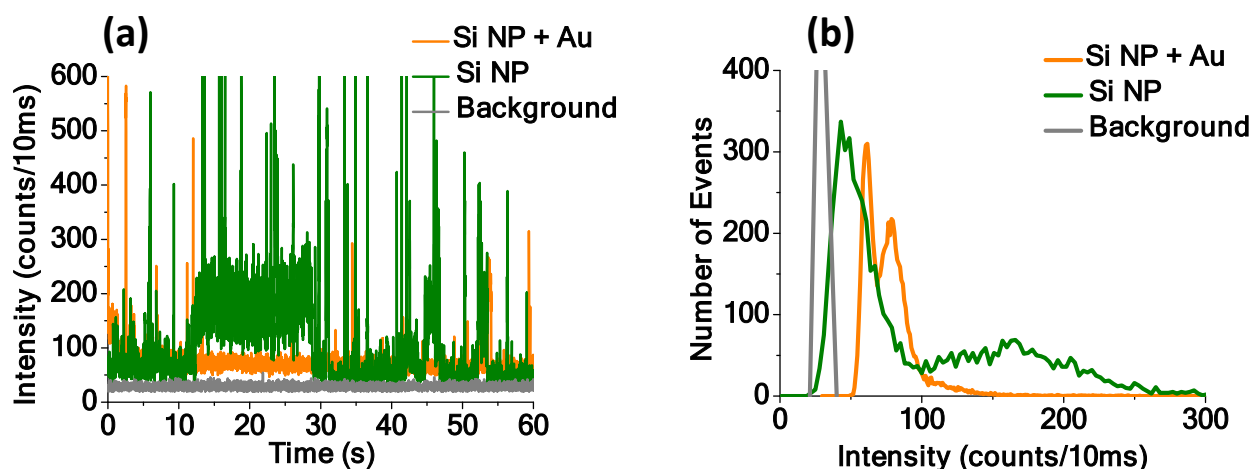 (a)
Si NP + Au
Si NP
Background
600
500
400
300
200
100
0
Intensity (counts/10ms)
0 10 20 30 40 50 60
Time (s)
(b)
Si NP + Au
Si NP
Background
400
300
200
100
0
Number of Events
0 100 200 300
Intensity (counts/10ms)